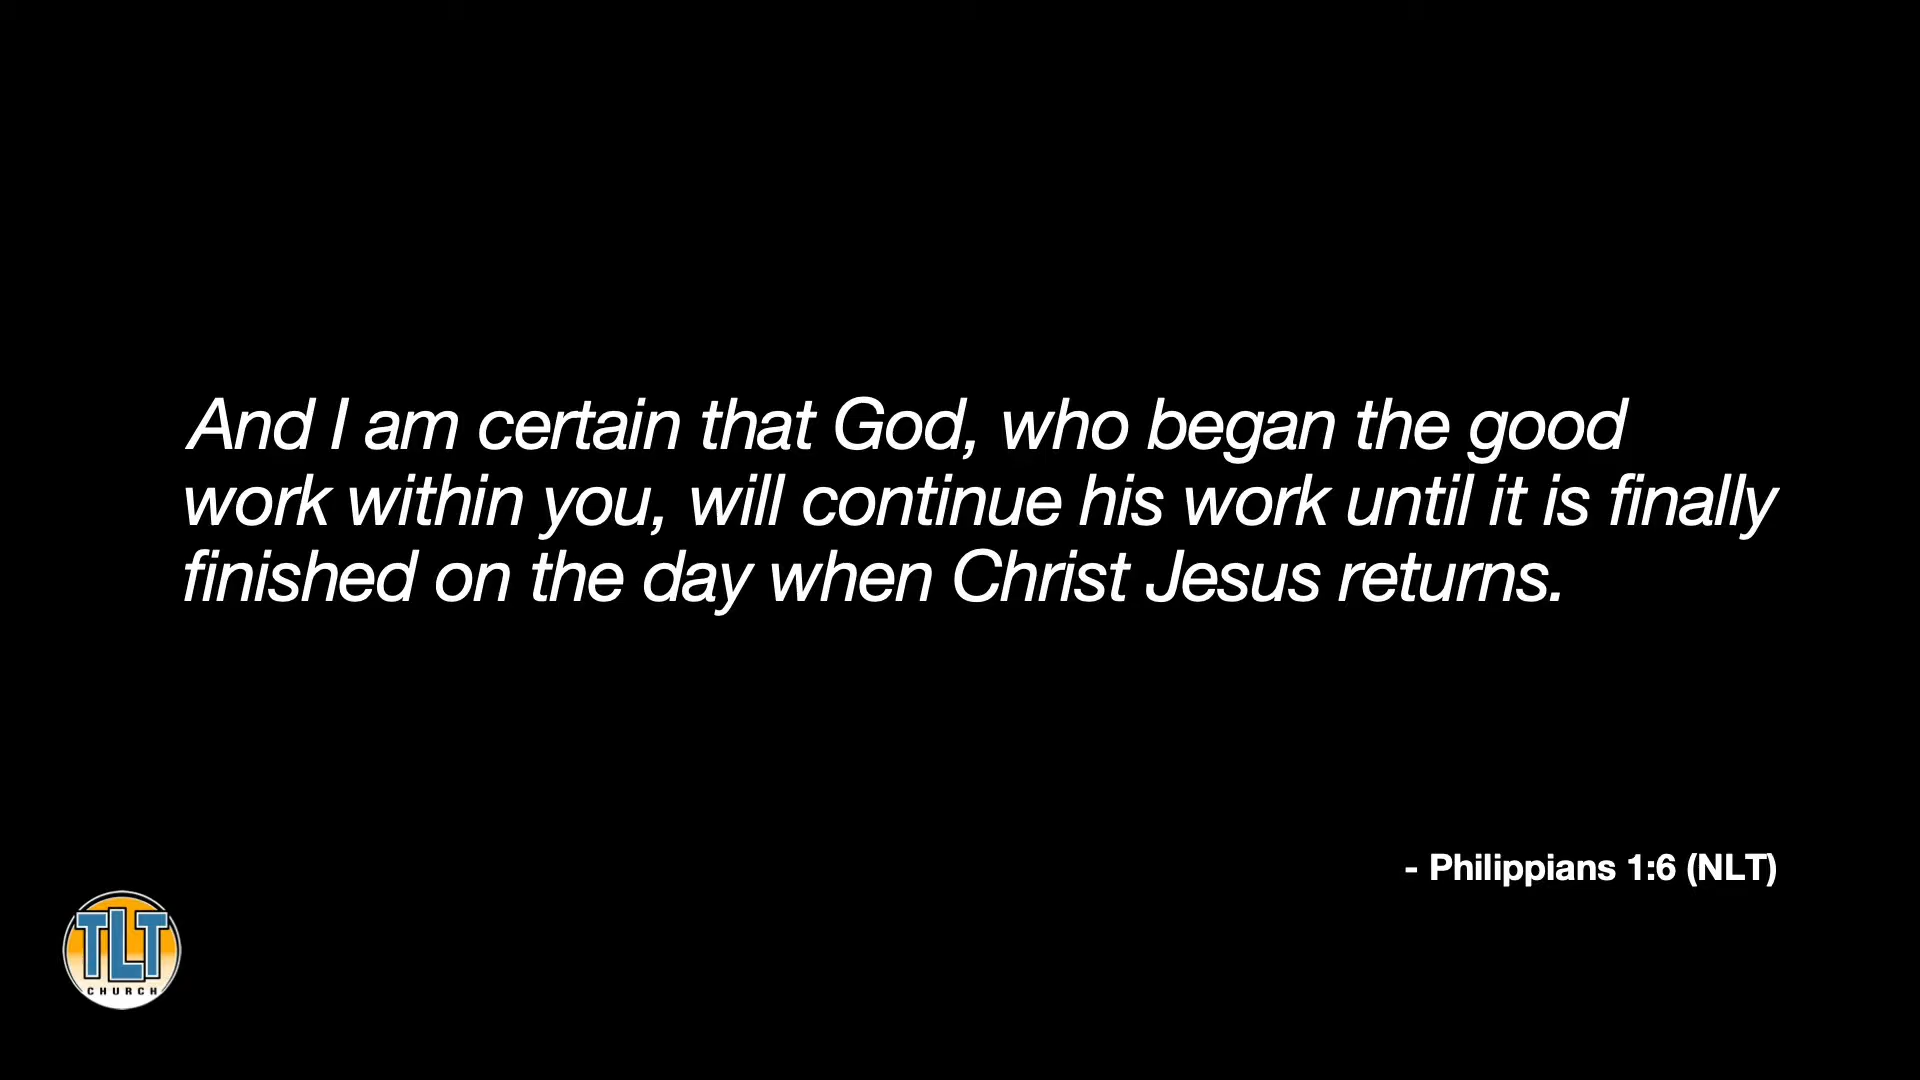 And I am certain that God, who began the good
work within you, will continue his work until it is finally
finished on the day when Christ Jesus returns.
- Philippians 1:6 (NLT)
TLT
CHURCH